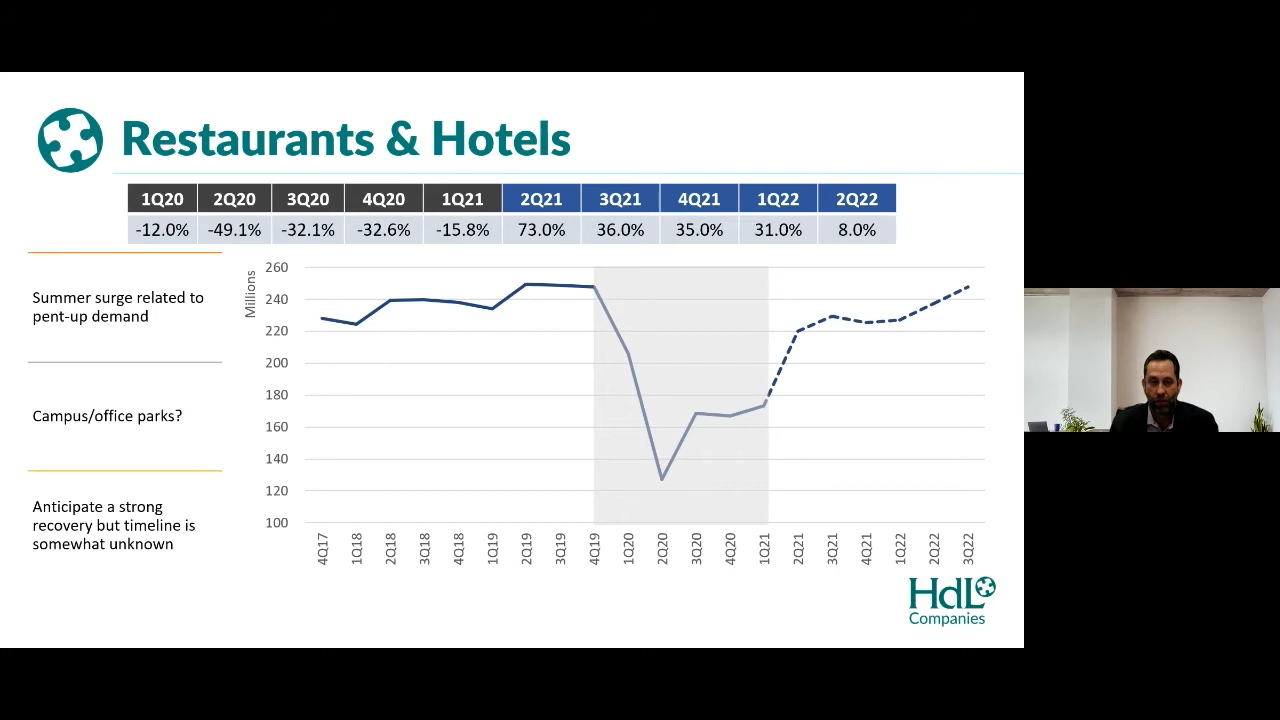 Restaurants & Hotels
1Q20 2Q20 3Q20 4Q20 1Q21 2Q21 3Q21 4Q21 1Q22 2Q22
-12.0% -49.1% -32.1% -32.6% -15.8% 73.0% 36.0% 35.0% 31.0% 8.0%
Summer surge related to
pent-up demand
Campus/office parks?
Anticipate a strong
recovery but timeline is
somewhat unknown
Millions
260
240
220
200
180
160
140
120
100
4Q17 1Q18 2Q18 3Q18 4Q18 1Q19 2Q19 3Q19 4Q19 1Q20 2Q20 3Q20 4Q20 1Q21 2Q21 3Q21 4Q21 1Q22 2Q22 3Q22
HdL
Companies